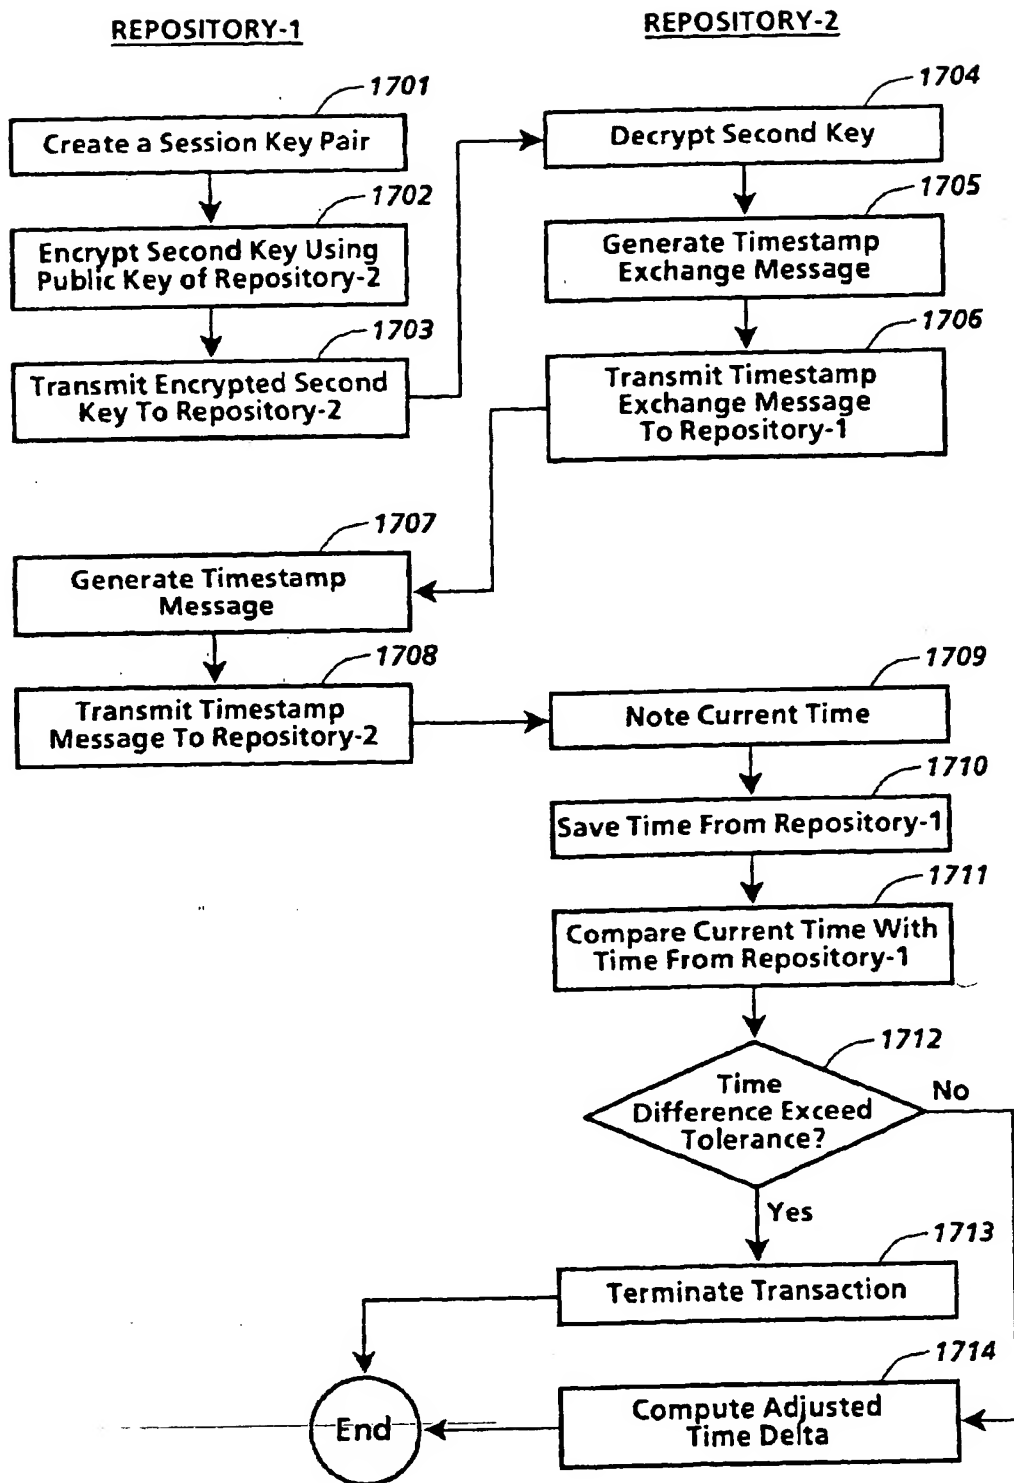 REPOSITORY-1
REPOSITORY-2
1701
Create a Session Key Pair
1702
Encrypt Second Key Using
Public Key of Repository-2
1703
Transmit Encrypted Second
Key To Repository-2
1704
Decrypt Second Key
1705
Generate Timestamp
Exchange Message
1706
Transmit Timestamp
Exchange Message
To Repository-1
1707
Generate Timestamp
Message
1708
Transmit Timestamp
Message To Repository-2
1709
Note Current Time
1710
Save Time From Repository-1
1711
Compare Current Time With
Time From Repository-1
1712
Time
Difference Exceed
Tolerance?
No
Yes
1713
Terminate Transaction
1714
Compute Adjusted
Time Delta
End